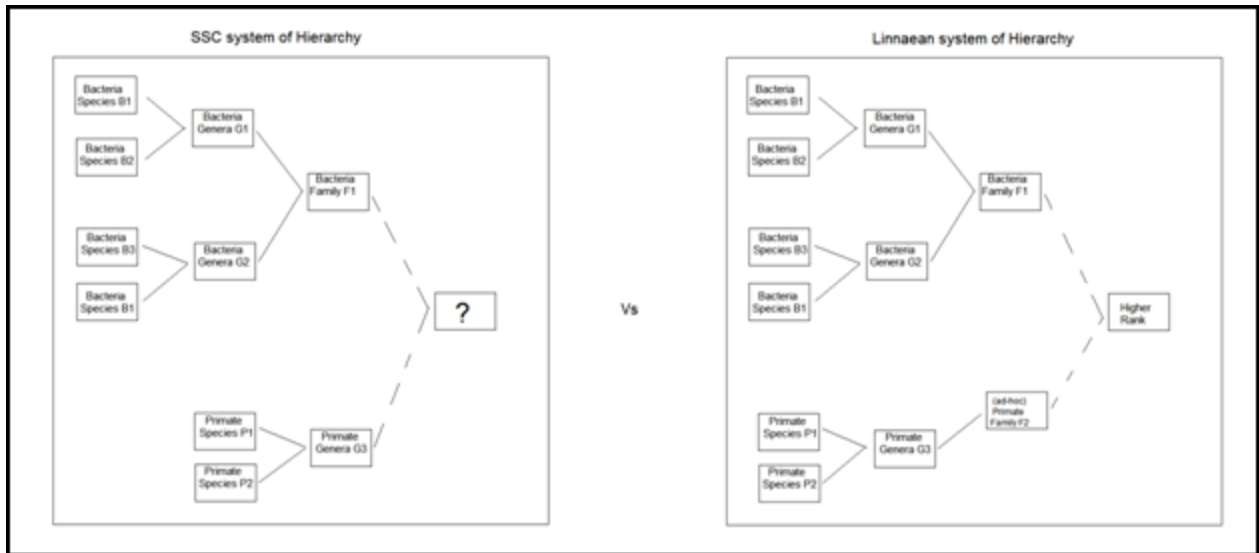 SSC system of Hierarchy
Bacteria
Species B1
Bacteria
Genera G1
Bacteria
Species B2
Bacteria
Family F1
Bacteria
Species B3
Bacteria
Genera G2
Bacteria
Species B1
?
Primate
Species P1
Primate
Genera G3
Primate
Species P2
Vs
Linnaean system of Hierarchy
Bacteria
Species B1
Bacteria
Genera G1
Bacteria
Species B2
Bacteria
Family F1
Bacteria
Species B3
Bacteria
Genera G2
Bacteria
Species B1
Higher
Rank
(ad-hoc)
Primate
Family F2
Primate
Species P1
Primate
Genera G3
Primate
Species P2